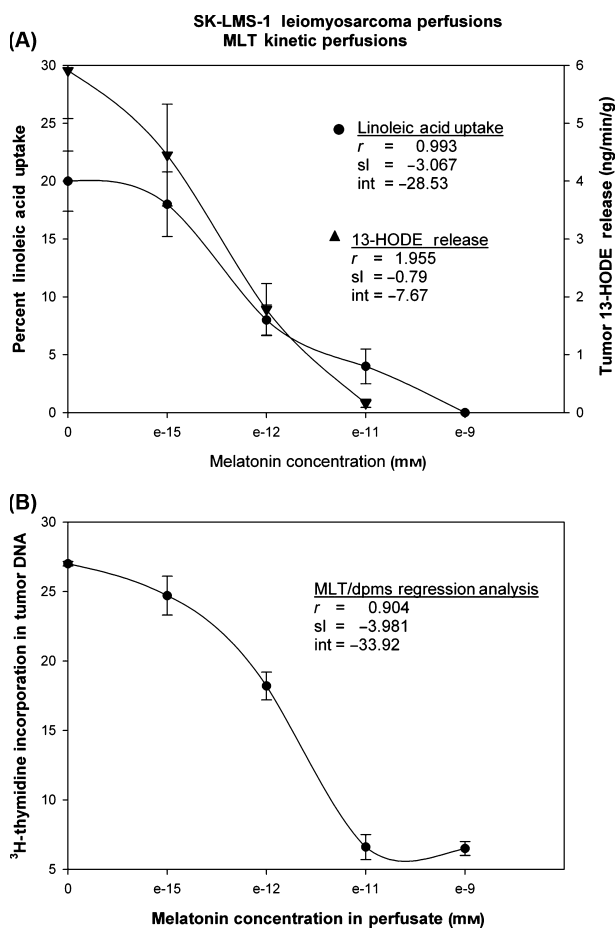 SK-LMS-1 leiomyosarcoma perfusions
MLT kinetic perfusions
(A)
30
25
20
15
10
5
0
Percent linoleic acid uptake
6
5
4
3
2
1
0
Tumor 13-HODE release (ng/min/g)
Linoleic acid uptake
r = 0.993
sl = −3.067
int = −28.53
13-HODE release
r = 1.955
sl = −0.79
int = −7.67
0 e-15 e-12 e-11 e-9
Melatonin concentration (mM)
(B)
30
25
20
15
10
5
³H-thymidine incorporation in tumor DNA
MLT/dpms regression analysis
r = 0.904
sl = −3.981
int = −33.92
0 e-15 e-12 e-11 e-9
Melatonin concentration in perfusate (mM)